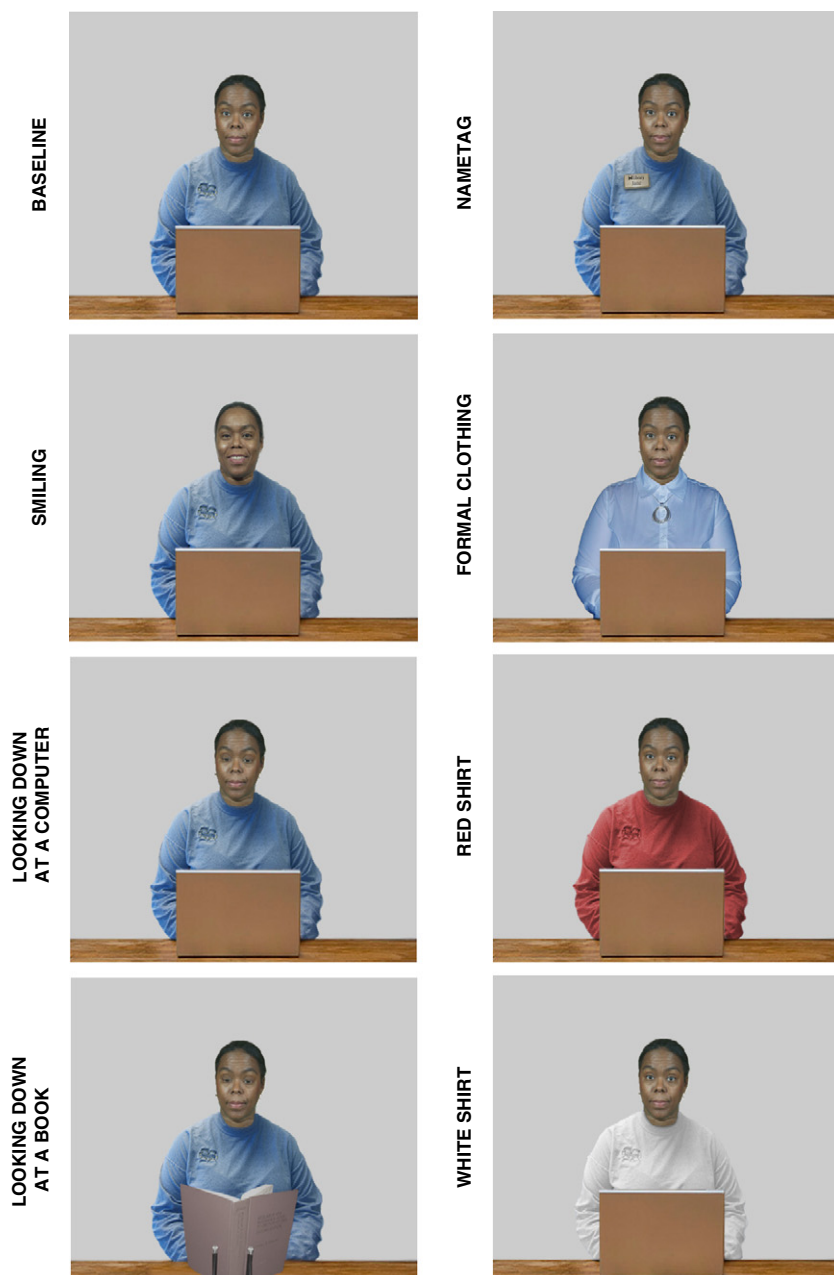 BASELINE
NAMETAG
SMILING
FORMAL CLOTHING
LOOKING DOWN
AT A COMPUTER
RED SHIRT
LOOKING DOWN
AT A BOOK
WHITE SHIRT